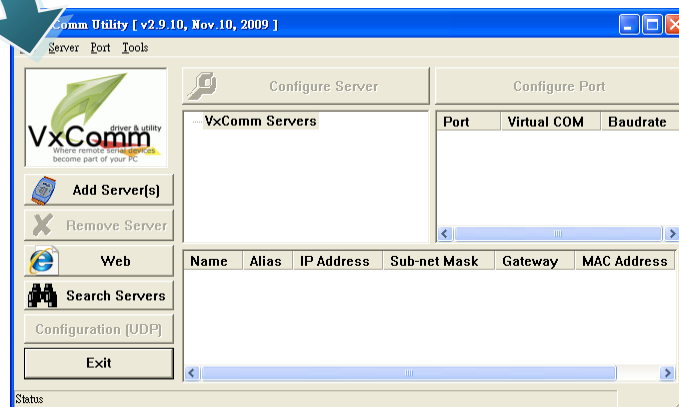 Comm Utility [ v2.9.10, Nov.10, 2009 ]
Server Port Tools
VxComm
driver & utility
Where remote serial devices
become part of your PC
Configure Server
Configure Port
VxComm Servers
Port Virtual COM Baudrate
Add Server(s)
Remove Server
Web
Search Servers
Configuration (UDP)
Exit
Name Alias IP Address Sub-net Mask Gateway MAC Address
Status